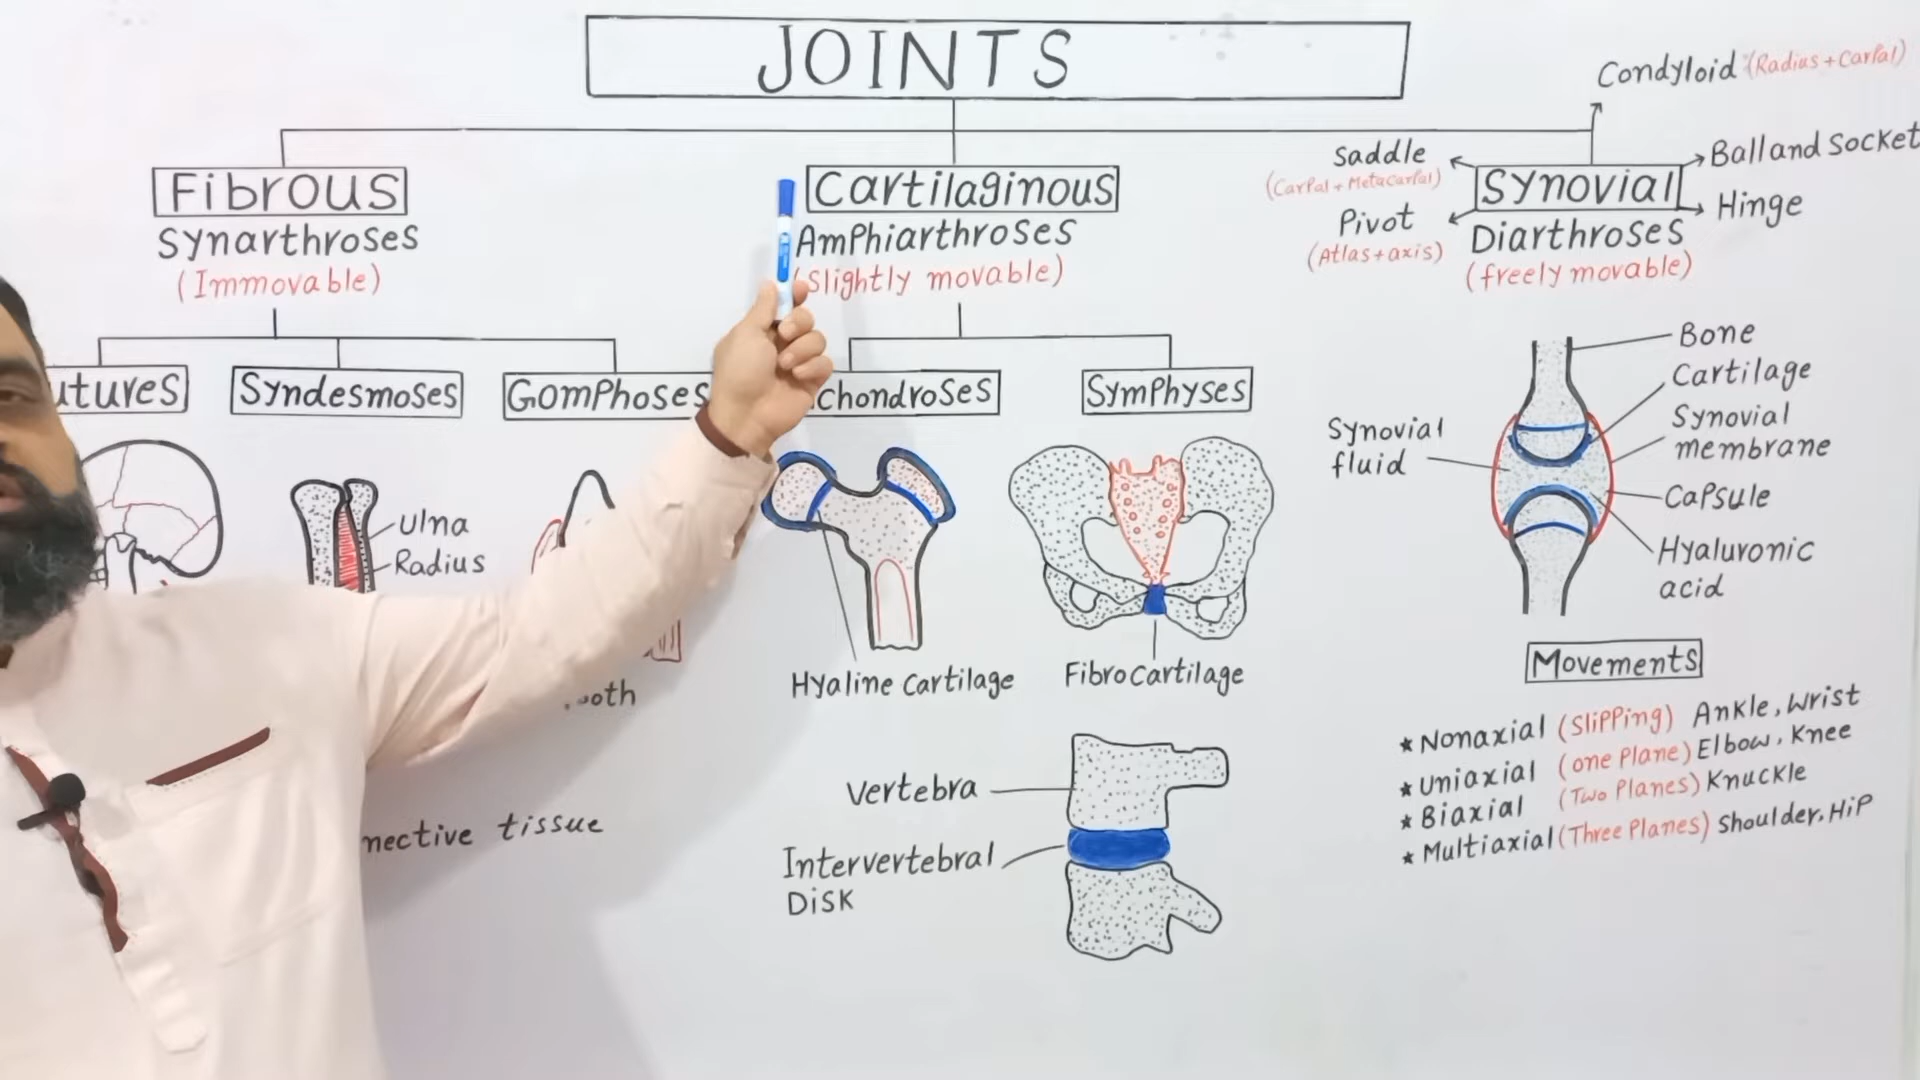 JOINTS
Fibrous
Synarthroses
(Immovable)
utures
Syndesmoses
Gomphoses
Ulna
Radius
ooth
nective tissue
Cartilaginous
Amphiarthroses
(Slightly movable)
chondroses
Symphyses
Hyaline cartilage
Fibrocartilage
Vertebra
Intervertebral
Disk
Condyloid (Radius + Carpal)
Saddle
(Carpal + Metacarpal)
Pivot
(Atlas + axis)
Synovial
Diarthroses
(freely movable)
Ball and Socket
Hinge
Bone
Cartilage
Synovial
membrane
Capsule
Hyaluronic
acid
Synovial
fluid
Movements
★ Nonaxial (Slipping) Ankle, Wrist
★ Uniaxial (one Plane) Elbow, Knee
★ Biaxial (Two Planes) Knuckle
★ Multiaxial (Three Planes) Shoulder, Hip